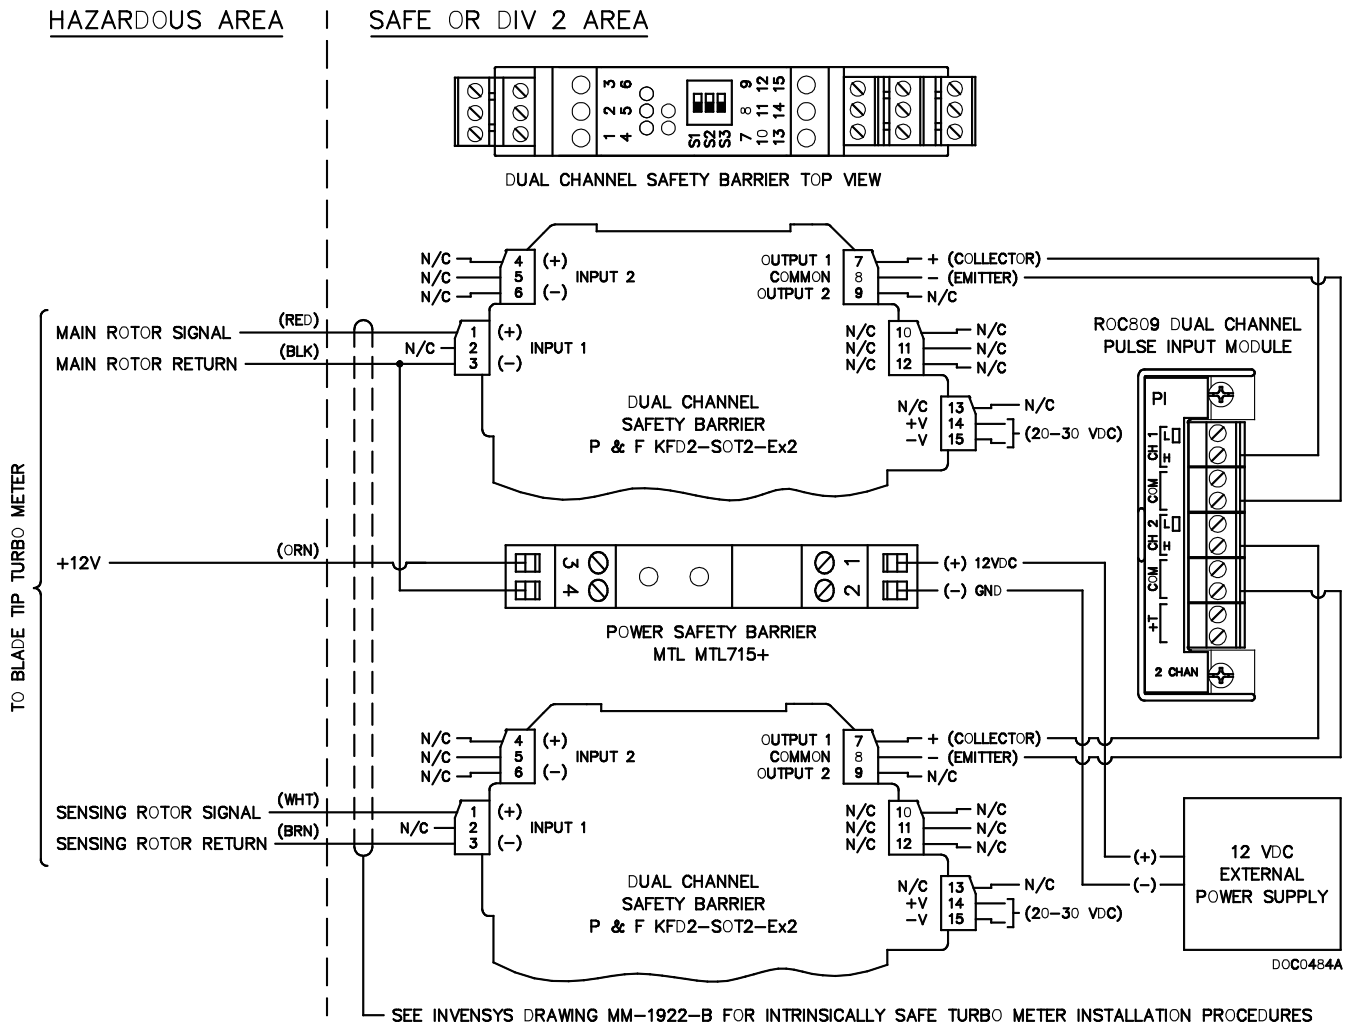 HAZARDOUS AREA
SAFE OR DIV 2 AREA
3 6
2 5
1 4
S1
S2
S3
9 12 15
8 11 14
7 10 13
DUAL CHANNEL SAFETY BARRIER TOP VIEW
N/C 4 (+)
N/C 5 INPUT 2
N/C 6 (-)
OUTPUT 1 7 + (COLLECTOR)
COMMON 8 - (EMITTER)
OUTPUT 2 9 N/C
TO BLADE TIP TURBO METER
MAIN ROTOR SIGNAL (RED) 1 (+)
N/C 2 INPUT 1
MAIN ROTOR RETURN (BLK) 3 (-)
N/C 10 N/C
N/C 11 N/C
N/C 12 N/C
DUAL CHANNEL
SAFETY BARRIER
P & F KFD2-SOT2-Ex2
N/C 13 N/C
+V 14
-V 15
(20-30 VDC)
ROC809 DUAL CHANNEL
PULSE INPUT MODULE
PI
CH 1 L
H
COM
CH 2 L
H
COM
+T
2 CHAN
+12V (ORN)
3
4
1
2
(+) 12VDC
(-) GND
POWER SAFETY BARRIER
MTL MTL715+
N/C 4 (+)
N/C 5 INPUT 2
N/C 6 (-)
OUTPUT 1 7 + (COLLECTOR)
COMMON 8 - (EMITTER)
OUTPUT 2 9 N/C
SENSING ROTOR SIGNAL (WHT) 1 (+)
N/C 2 INPUT 1
SENSING ROTOR RETURN (BRN) 3 (-)
N/C 10 N/C
N/C 11 N/C
N/C 12 N/C
DUAL CHANNEL
SAFETY BARRIER
P & F KFD2-SOT2-Ex2
N/C 13 N/C
+V 14
-V 15
(20-30 VDC)
(+)
(-)
12 VDC
EXTERNAL
POWER SUPPLY
DOC0484A
SEE INVENSYS DRAWING MM-1922-B FOR INTRINSICALLY SAFE TURBO METER INSTALLATION PROCEDURES